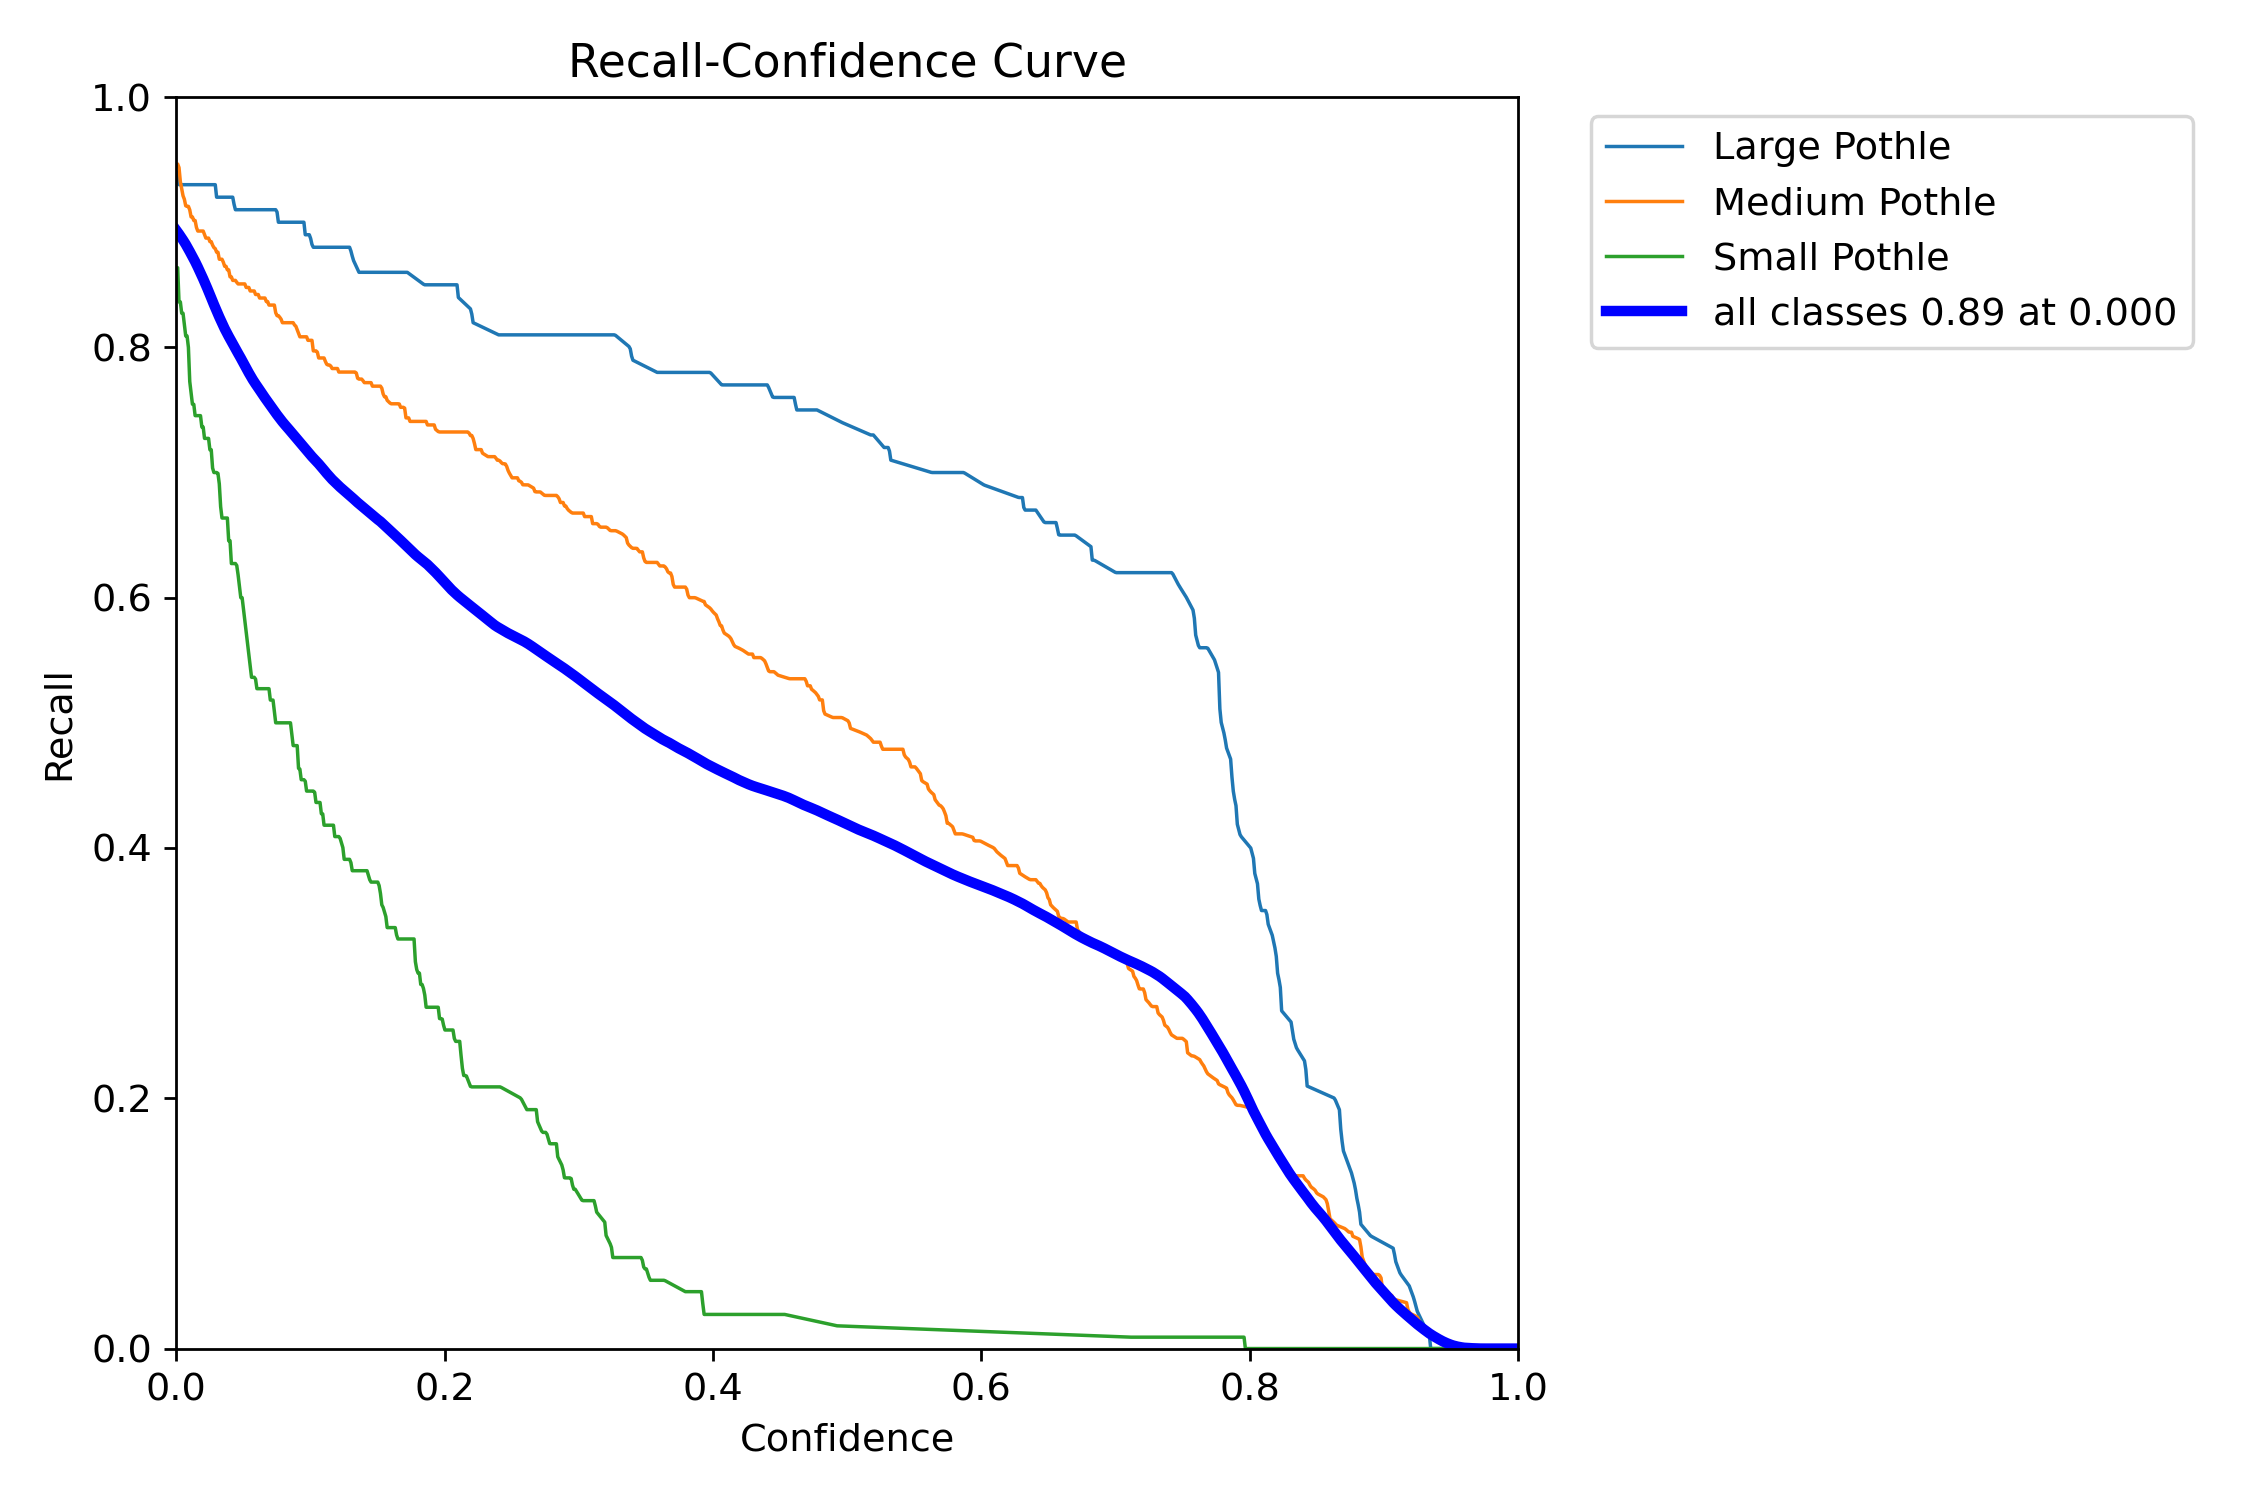 Recall-Confidence Curve
1.0
0.8
0.6
0.4
0.2
0.0
Recall
0.0 0.2 0.4 0.6 0.8 1.0
Confidence
Large Pothle
Medium Pothle
Small Pothle
all classes 0.89 at 0.000